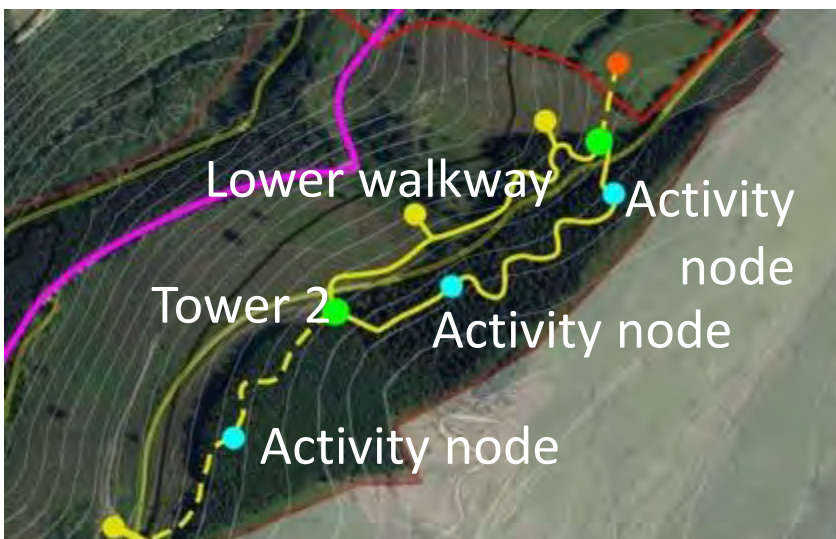 Lower walkway
Activity
node
Tower 2
Activity node
Activity node